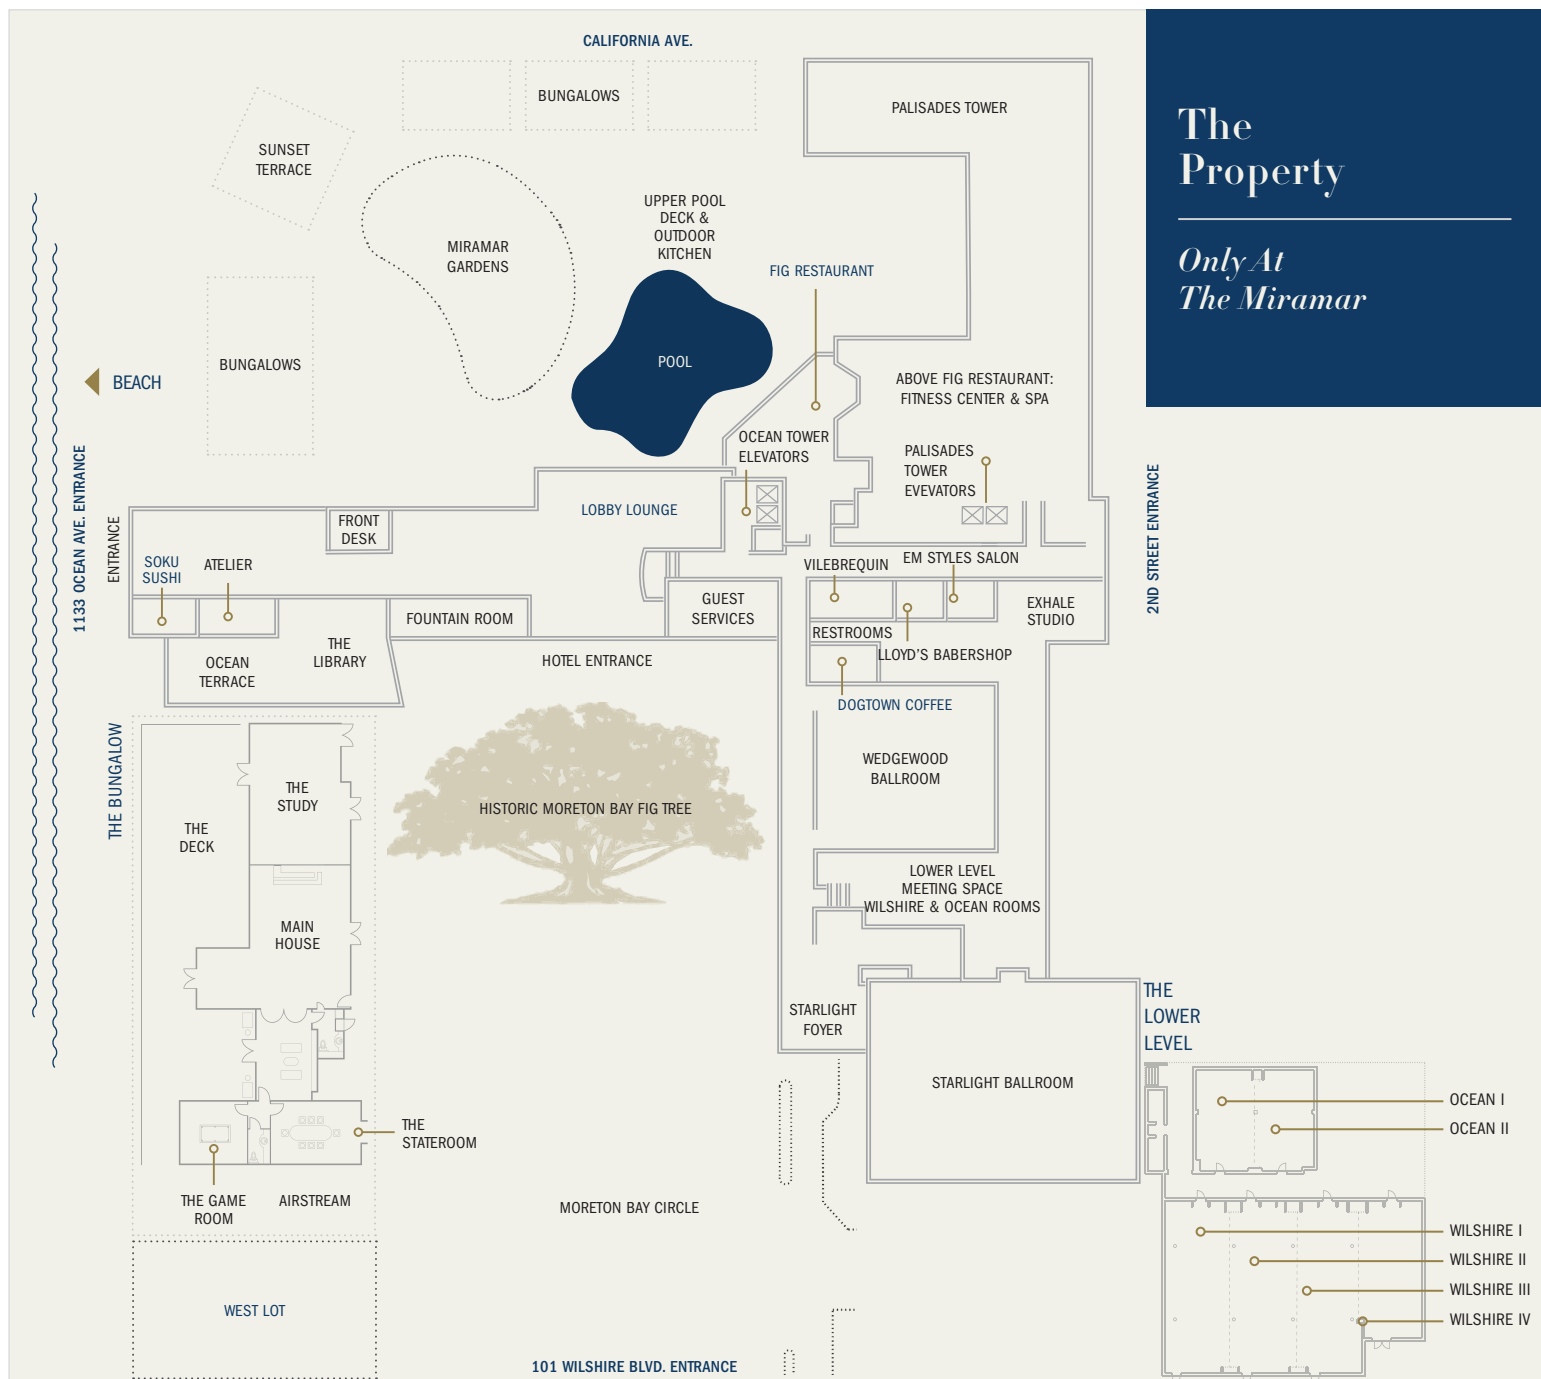 CALIFORNIA AVE.
The
Property
Only At
The Miramar
BUNGALOWS
PALISADES TOWER
SUNSET
TERRACE
UPPER POOL
DECK &
OUTDOOR
KITCHEN
MIRAMAR
GARDENS
FIG RESTAURANT
BUNGALOWS
POOL
BEACH
ABOVE FIG RESTAURANT:
FITNESS CENTER & SPA
OCEAN TOWER
ELEVATORS
PALISADES
TOWER
EVEVATORS
1133 OCEAN AVE. ENTRANCE
2ND STREET ENTRANCE
ENTRANCE
FRONT
DESK
LOBBY LOUNGE
SOKU
SUSHI
ATELIER
VILEBREQUIN
EM STYLES SALON
FOUNTAIN ROOM
GUEST
SERVICES
EXHALE
STUDIO
RESTROOMS
LLOYD'S BABERSHOP
THE
LIBRARY
OCEAN
TERRACE
HOTEL ENTRANCE
DOGTOWN COFFEE
THE BUNGALOW
THE
STUDY
THE
DECK
HISTORIC MORETON BAY FIG TREE
WEDGEWOOD
BALLROOM
LOWER LEVEL
MEETING SPACE
WILSHIRE & OCEAN ROOMS
MAIN
HOUSE
STARLIGHT
FOYER
THE
LOWER
LEVEL
STARLIGHT BALLROOM
OCEAN I
OCEAN II
THE
STATEROOM
THE GAME
ROOM
AIRSTREAM
MORETON BAY CIRCLE
WILSHIRE I
WILSHIRE II
WILSHIRE III
WILSHIRE IV
WEST LOT
101 WILSHIRE BLVD. ENTRANCE